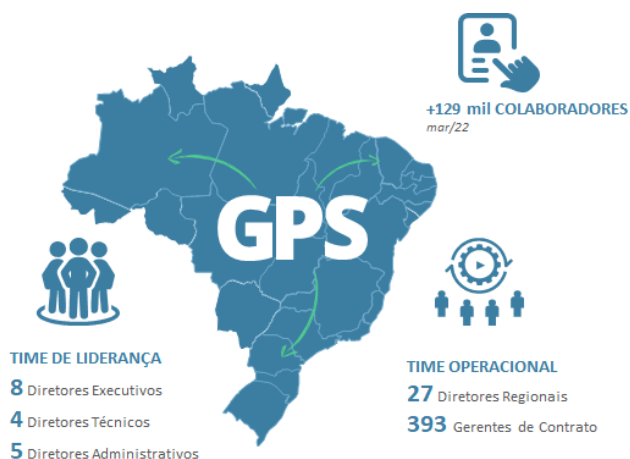 +129 mil COLABORADORES
mar/22
GPS
TIME DE LIDERANÇA
8 Diretores Executivos
4 Diretores Técnicos
5 Diretores Administrativos
TIME OPERACIONAL
27 Diretores Regionais
393 Gerentes de Contrato